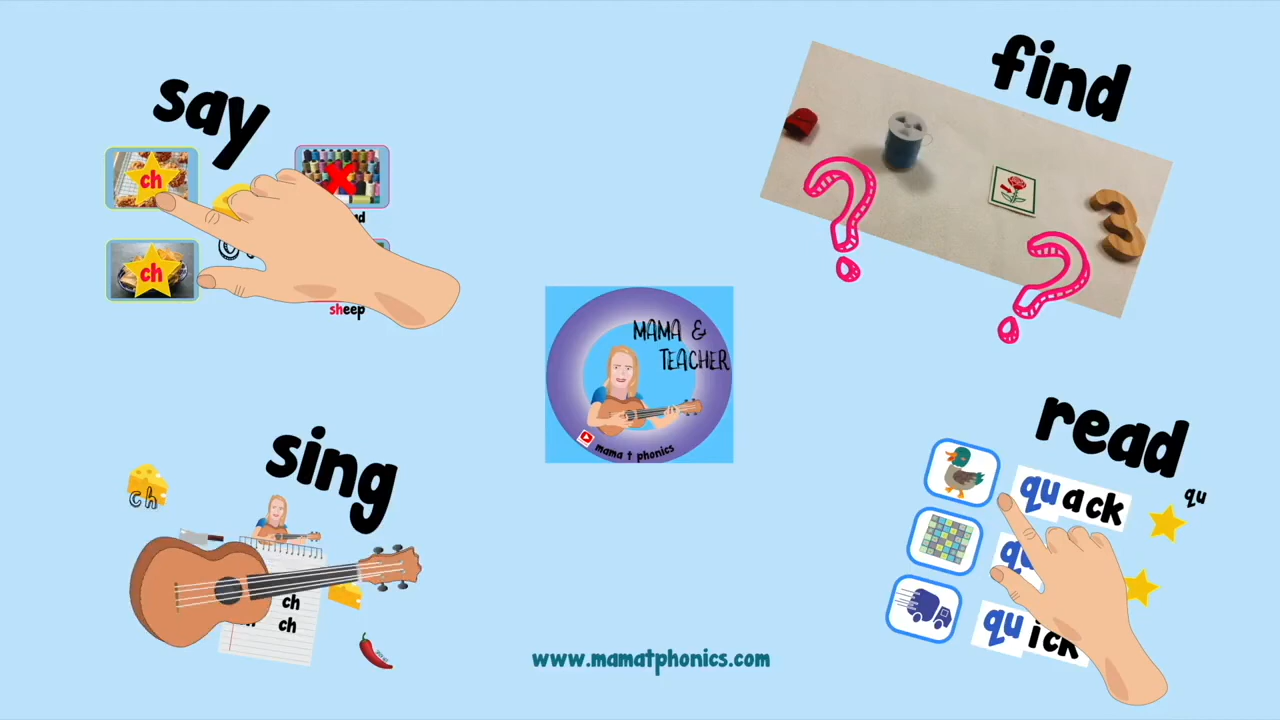 say
find
ch
ch
sheep
MAMA &
TEACHER
mama t phonics
sing
ch
ch
ch
read
qu
quack
qu
quick
www.mamatphonics.com